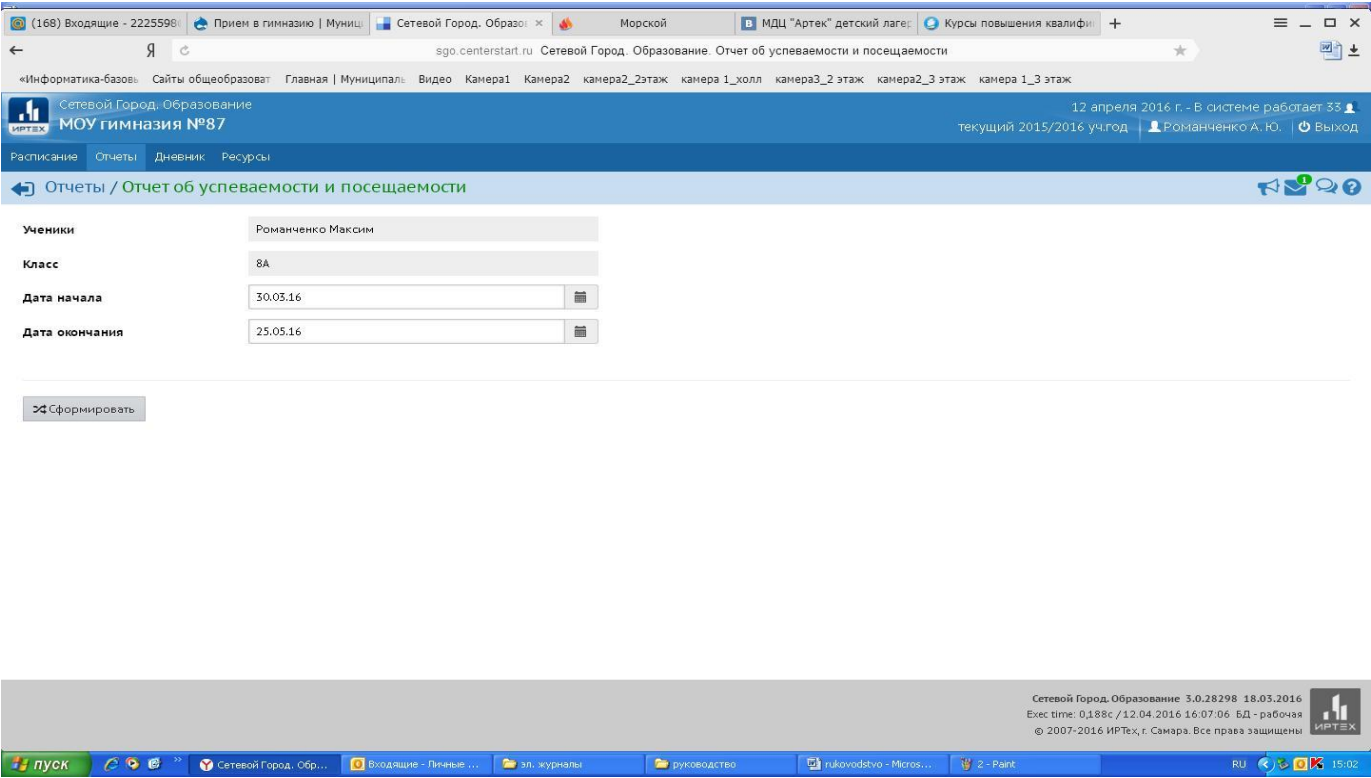 (168) Входящие - 2225598 Прием в гимназию | Муниц Сетевой Город. Образо × Морской В МДЦ "Артек" детский лагер Курсы повышения квалифи +
Я sgo.centerstart.ru Сетевой Город. Образование. Отчет об успеваемости и посещаемости
«Информатика-базовь Сайты общеобразоват Главная | Муниципаль Видео Камера1 Камера2 камера2_2этаж камера 1_холл камера3_2 этаж камера2_3 этаж камера 1_3 этаж
Сетевой Город. Образование 12 апреля 2016 г. - В системе работает 33
ИРТЕХ МОУ гимназия №87 текущий 2015/2016 уч.год Романченко А. Ю. Выход
Расписание Отчеты Дневник Ресурсы
Отчеты / Отчет об успеваемости и посещаемости 1 ?
Ученики Романченко Максим
Класс 8А
Дата начала 30.03.16
Дата окончания 25.05.16
Сформировать
Сетевой Город. Образование 3.0.28298 18.03.2016
Exec time: 0,188с / 12.04.2016 16:07:06 БД - рабочая
© 2007-2016 ИРТех, г. Самара. Все права защищены ИРТЕХ
пуск » Сетевой Город. Обр... Входящие - Личные ... эл. журналы руководство rukovodstvo - Micros... 2 - Paint RU 15:02